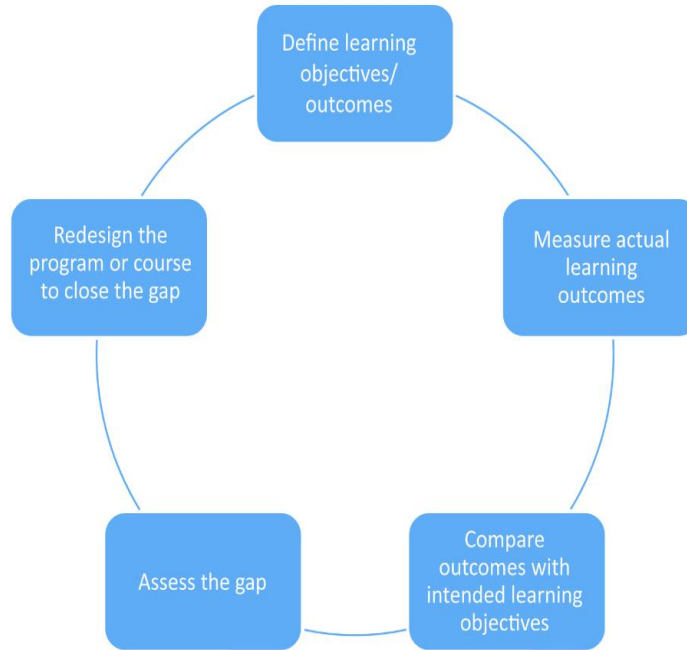 Define learning
objectives/
outcomes
Measure actual
learning
outcomes
Compare
outcomes with
intended learning
objectives
Assess the gap
Redesign the
program or course
to close the gap